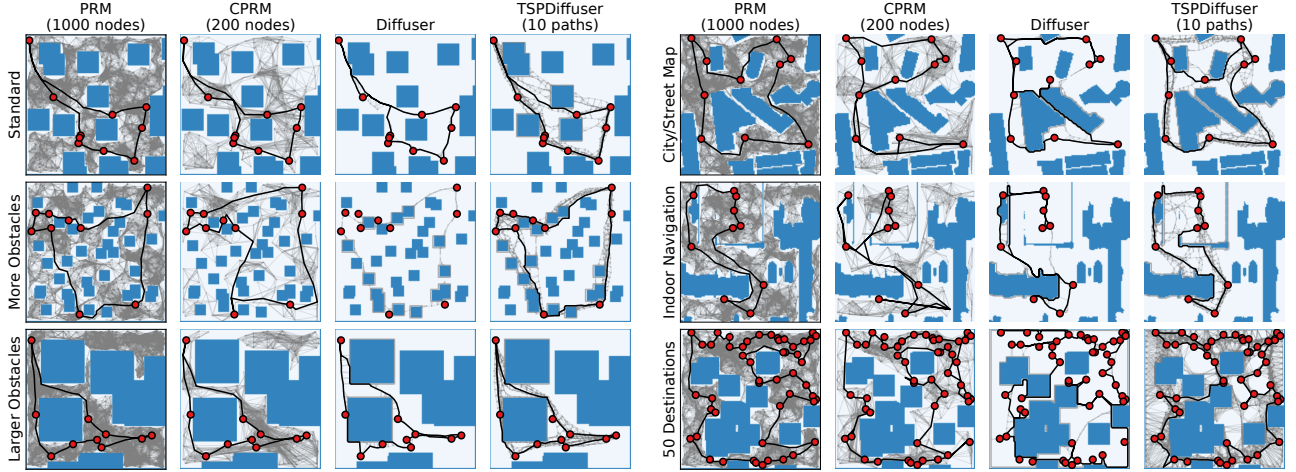 PRM
(1000 nodes)
CPRM
(200 nodes)
Diffuser
TSPDiffuser
(10 paths)
PRM
(1000 nodes)
CPRM
(200 nodes)
Diffuser
TSPDiffuser
(10 paths)
Standard
City/Street Map
More Obstacles
Indoor Navigation
Larger Obstacles
50 Destinations